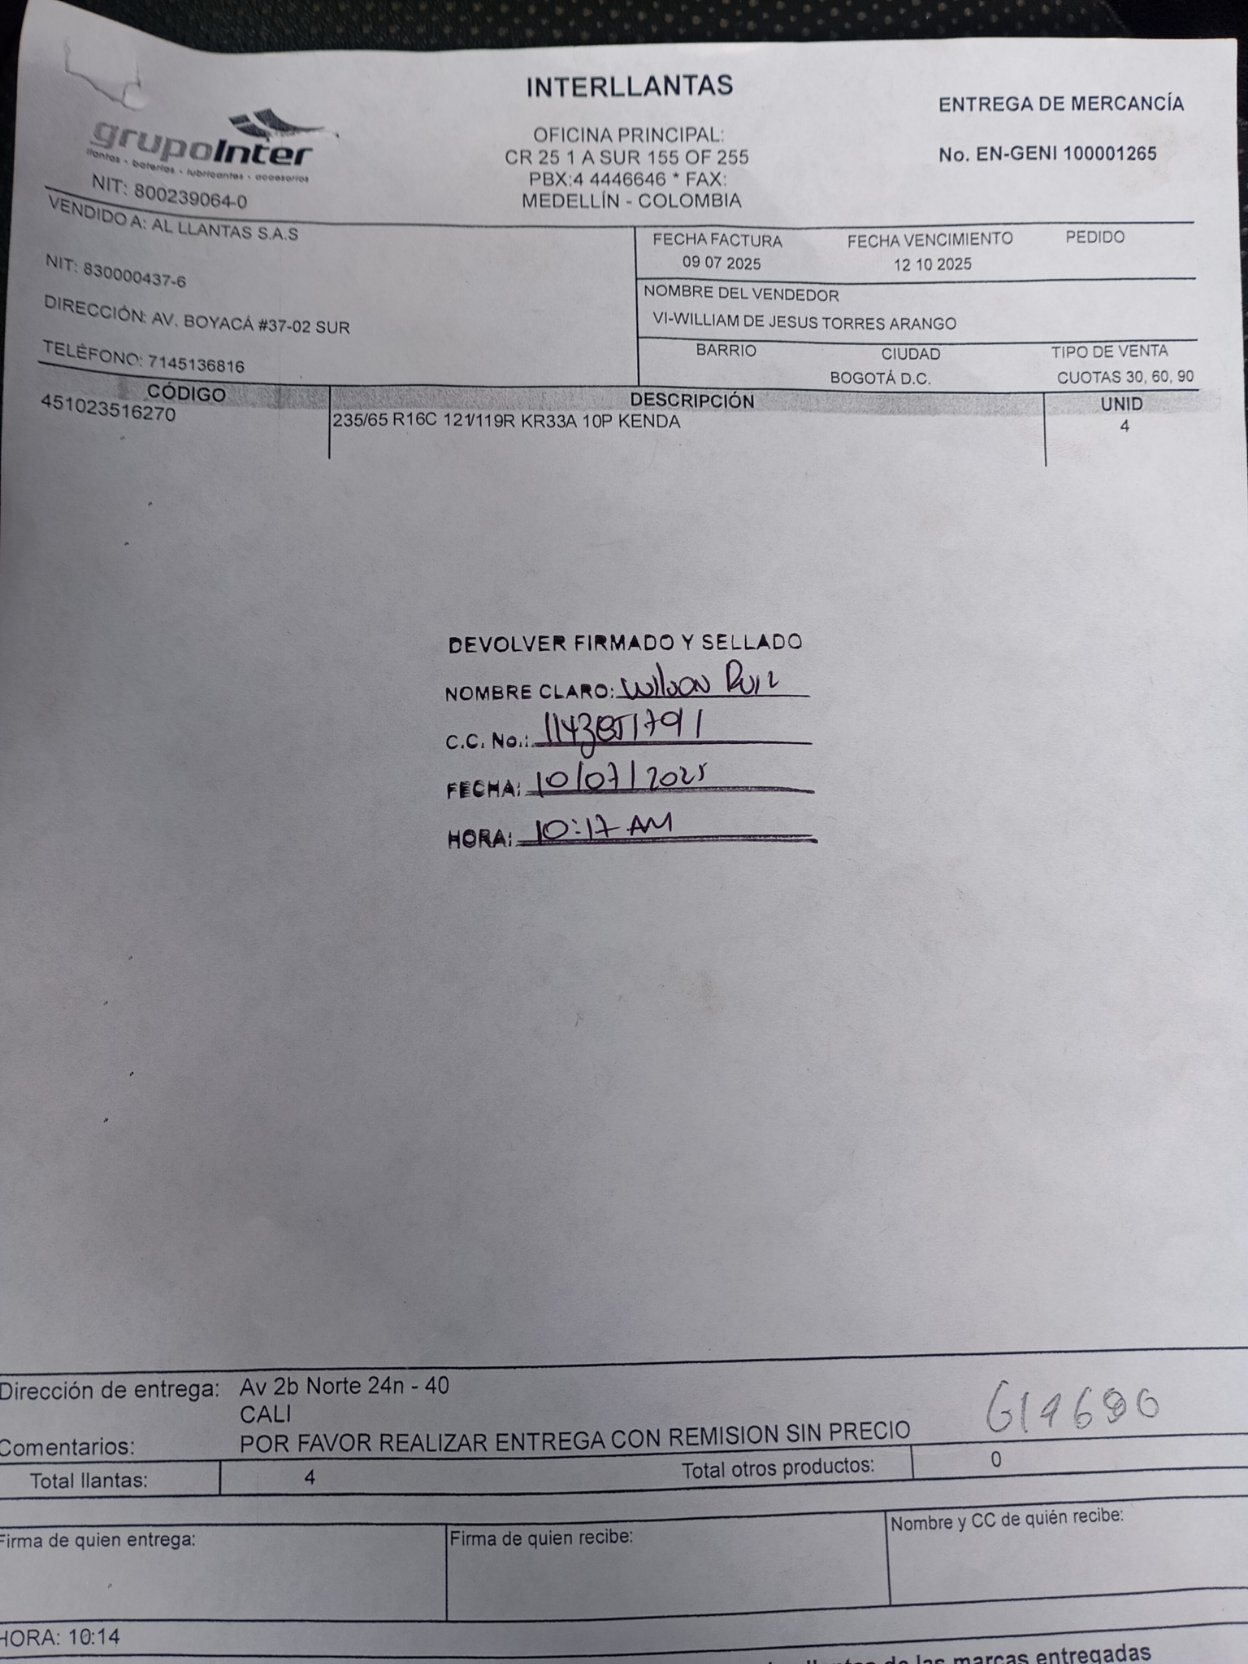 INTERLLANTAS
OFICINA PRINCIPAL:
CR 25 1 A SUR 155 OF 255
PBX:4 4446646 * FAX:
MEDELLÍN - COLOMBIA
ENTREGA DE MERCANCÍA
No. EN-GENI 100001265
grupoInter
llantas - baterías - lubricantes - accesorios
NIT: 800239064-0
VENDIDO A: AL LLANTAS S.A.S
NIT: 830000437-6
DIRECCIÓN: AV. BOYACÁ #37-02 SUR
TELÉFONO: 7145136816
FECHA FACTURA FECHA VENCIMIENTO PEDIDO
09 07 2025 12 10 2025
NOMBRE DEL VENDEDOR
VI-WILLIAM DE JESUS TORRES ARANGO
BARRIO CIUDAD TIPO DE VENTA
BOGOTÁ D.C. CUOTAS 30, 60, 90
CÓDIGO DESCRIPCIÓN UNID
451023516270 235/65 R16C 121/119R KR33A 10P KENDA 4
DEVOLVER FIRMADO Y SELLADO
NOMBRE CLARO: Wilson Ruiz
C.C. No.: 1143851791
FECHA: 10/07/2025
HORA: 10:17 AM
Dirección de entrega: Av 2b Norte 24n - 40
CALI
Comentarios: POR FAVOR REALIZAR ENTREGA CON REMISION SIN PRECIO
Total llantas: 4 Total otros productos: 0
Firma de quien entrega: Firma de quien recibe: Nombre y CC de quién recibe:
HORA: 10:14
de las marcas entregadas